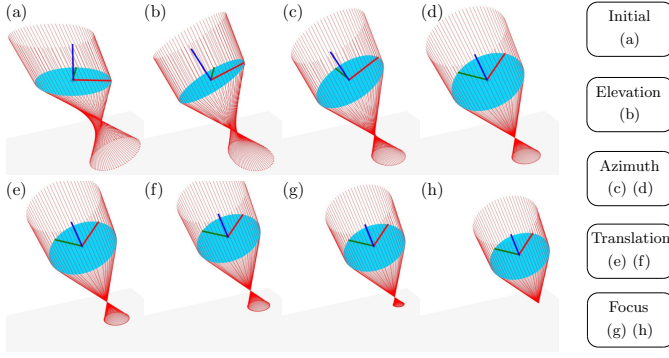 (a) (b) (c) (d)
Initial
(a)
Elevation
(b)
Azimuth
(c) (d)
(e) (f) (g) (h)
Translation
(e) (f)
Focus
(g) (h)